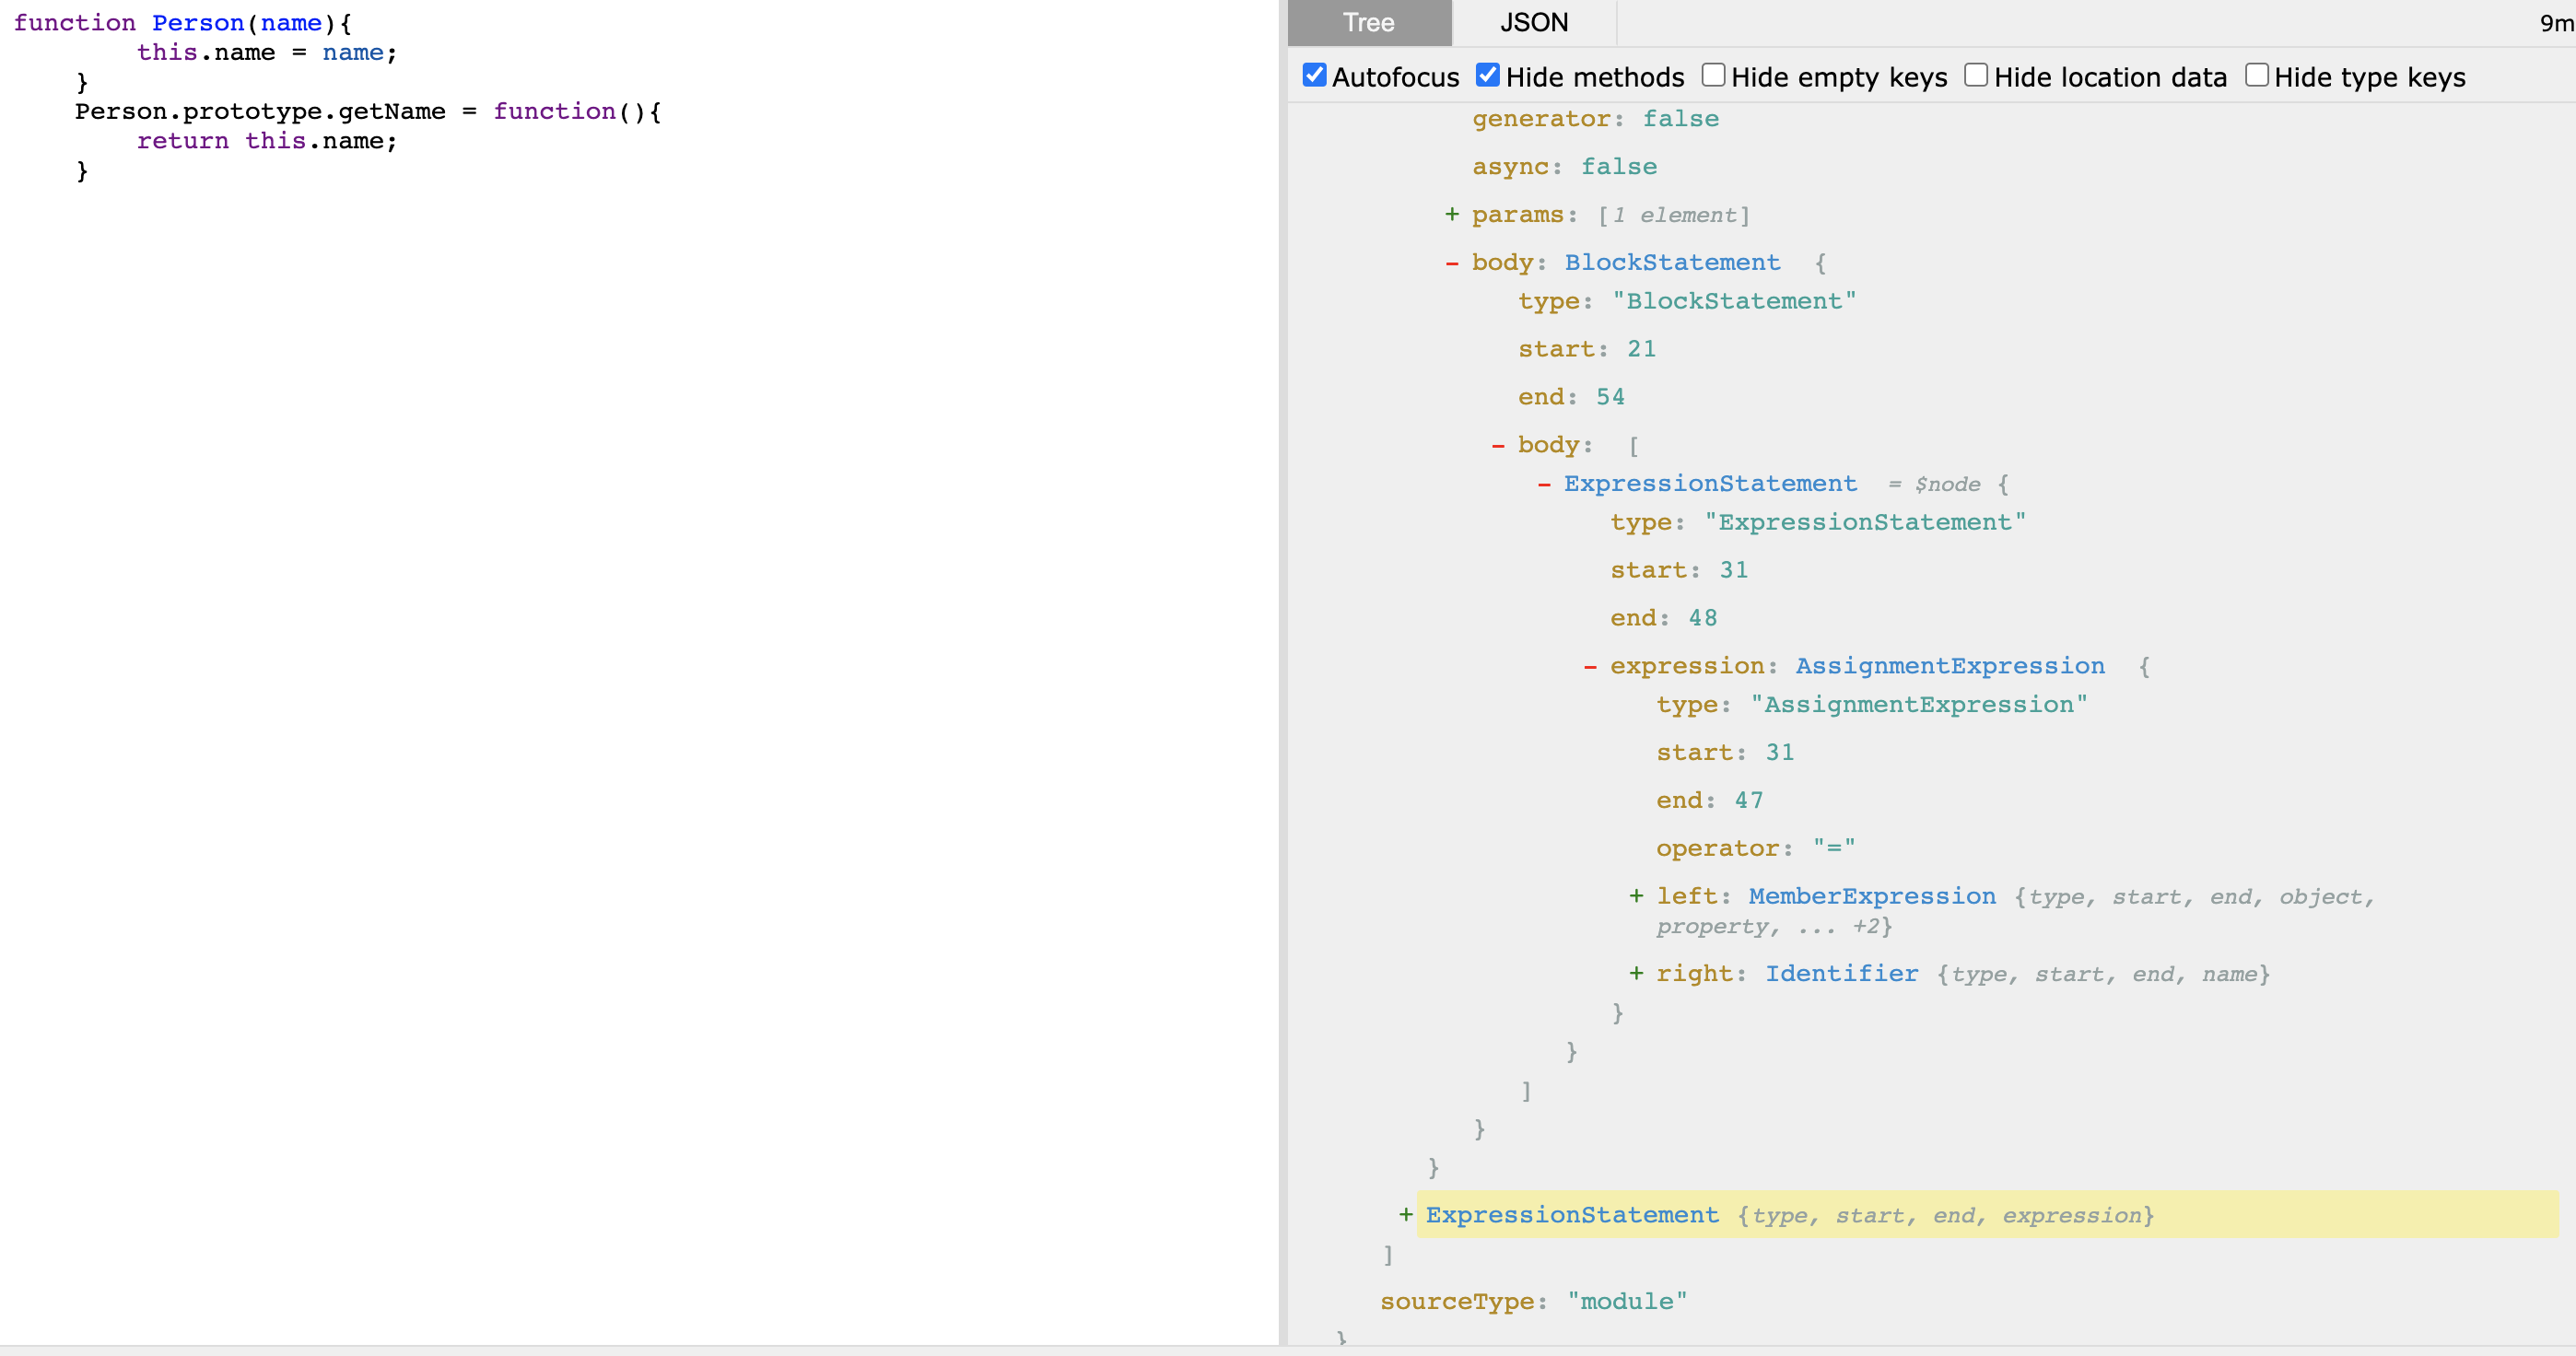 function Person(name){
this.name = name;
}
Person.prototype.getName = function(){
return this.name;
}
Tree JSON 9m
Autofocus Hide methods Hide empty keys Hide location data Hide type keys
generator: false
async: false
+ params: [1 element]
- body: BlockStatement {
type: "BlockStatement"
start: 21
end: 54
- body: [
- ExpressionStatement = $node {
type: "ExpressionStatement"
start: 31
end: 48
- expression: AssignmentExpression {
type: "AssignmentExpression"
start: 31
end: 47
operator: "="
+ left: MemberExpression {type, start, end, object,
property, ... +2}
+ right: Identifier {type, start, end, name}
}
}
]
}
}
+ ExpressionStatement {type, start, end, expression}
]
sourceType: "module"
}